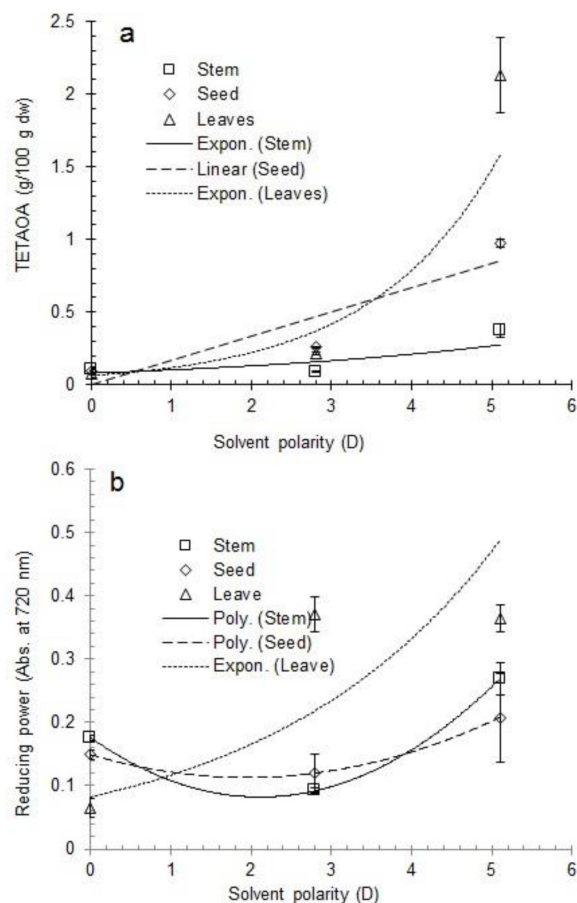 a
2.5
2
1.5
1
0.5
0
TETAOA (g/100 g dw)
Stem
Seed
Leaves
Expon. (Stem)
Linear (Seed)
Expon. (Leaves)
0 1 2 3 4 5 6
Solvent polarity (D)
b
0.6
0.5
0.4
0.3
0.2
0.1
0
Reducing power (Abs. at 720 nm)
Stem
Seed
Leave
Poly. (Stem)
Poly. (Seed)
Expon. (Leave)
0 1 2 3 4 5 6
Solvent polarity (D)